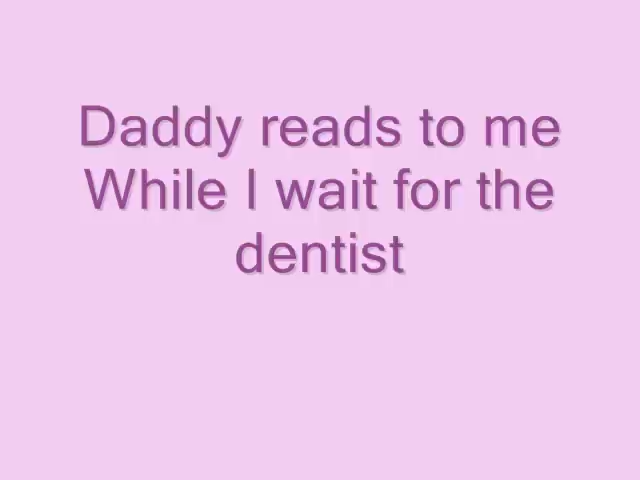 Daddy reads to me
While I wait for the
dentist